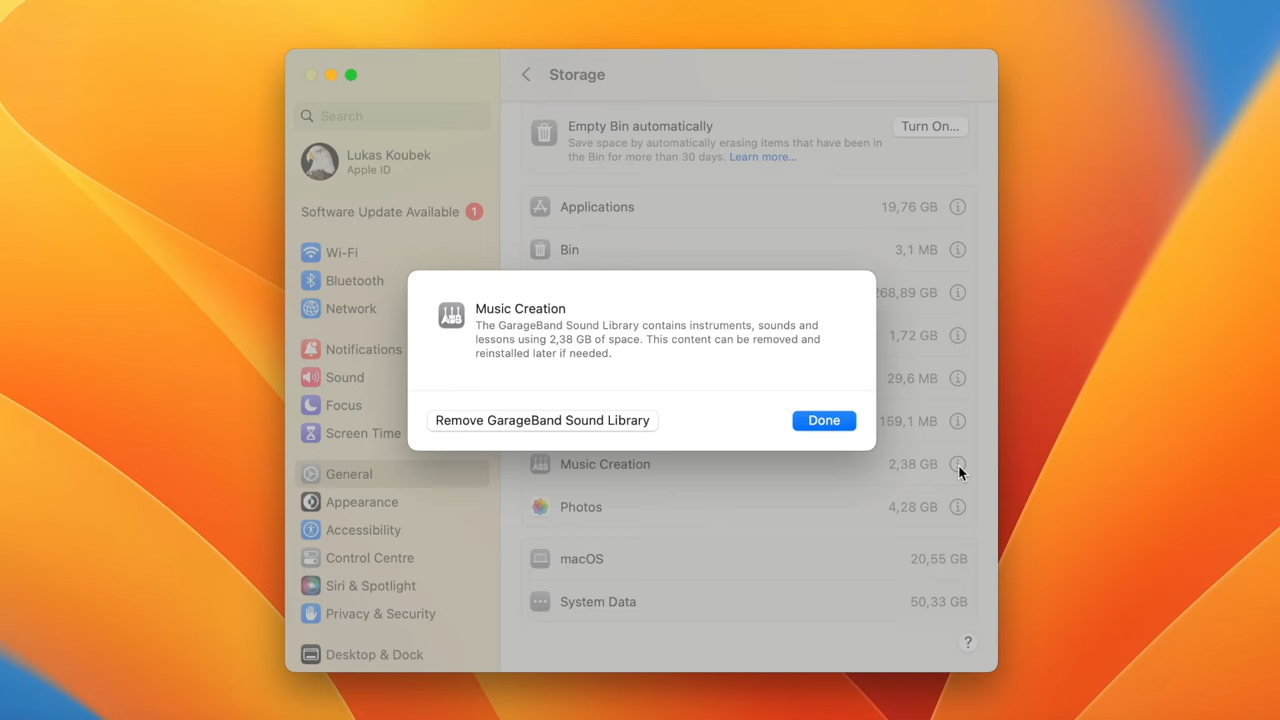 Storage
Search
Lukas Koubek
Apple ID
Software Update Available 1
Wi-Fi
Bluetooth
Network
Notifications
Sound
Focus
Screen Time
General
Appearance
Accessibility
Control Centre
Siri & Spotlight
Privacy & Security
Desktop & Dock
Empty Bin automatically
Save space by automatically erasing items that have been in
the Bin for more than 30 days. Learn more...
Turn On...
Applications 19,76 GB
Bin 3,1 MB
268,89 GB
1,72 GB
29,6 MB
159,1 MB
Music Creation
The GarageBand Sound Library contains instruments, sounds and
lessons using 2,38 GB of space. This content can be removed and
reinstalled later if needed.
Remove GarageBand Sound Library
Done
Music Creation 2,38 GB
Photos 4,28 GB
macOS 20,55 GB
System Data 50,33 GB
?